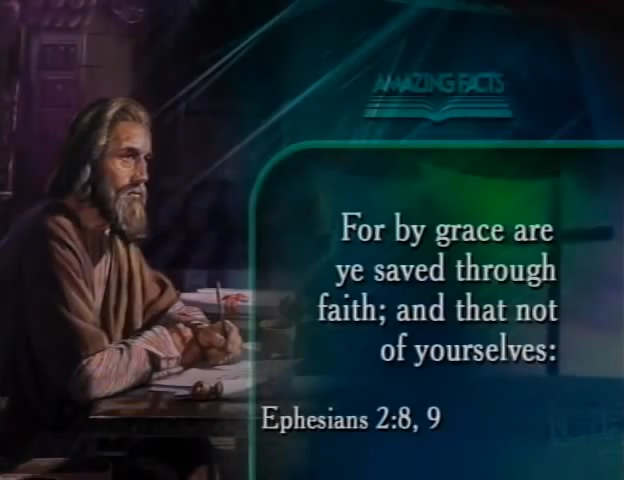 AMAZING FACTS
For by grace are
ye saved through
faith; and that not
of yourselves:
Ephesians 2:8, 9